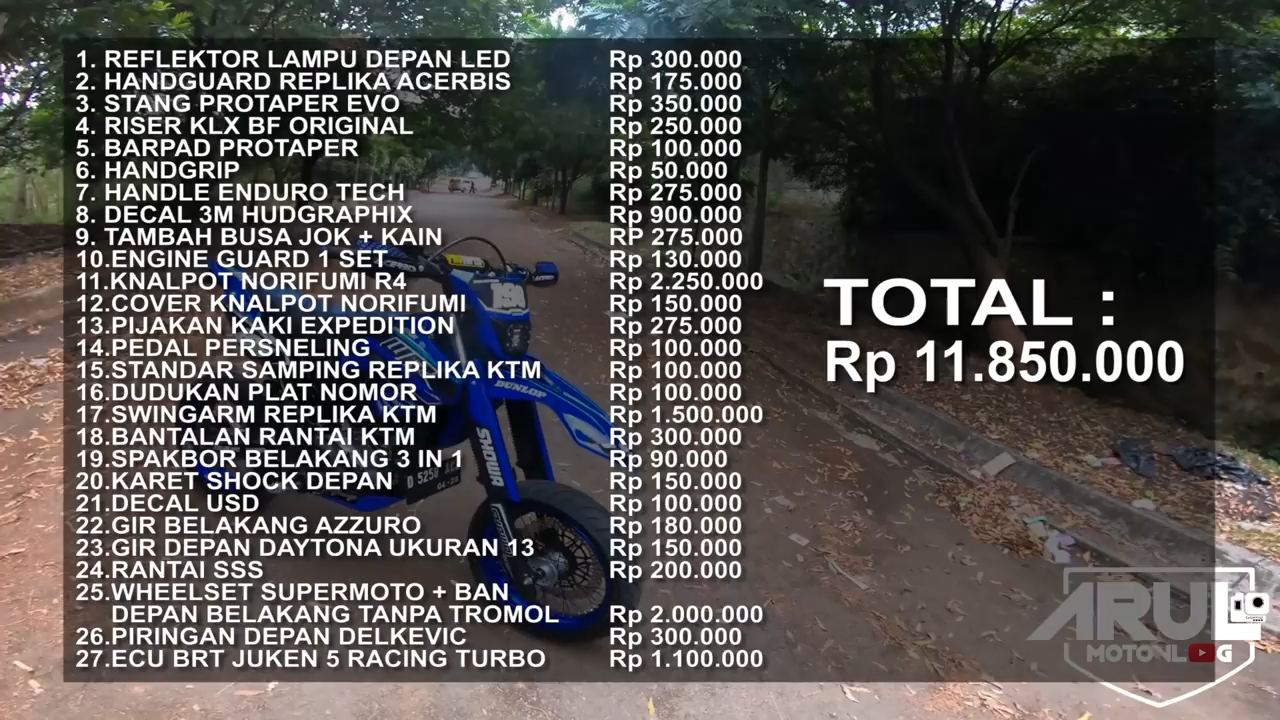 1. REFLEKTOR LAMPU DEPAN LED Rp 300.000
2. HANDGUARD REPLIKA ACERBIS Rp 175.000
3. STANG PROTAPER EVO Rp 350.000
4. RISER KLX BF ORIGINAL Rp 250.000
5. BARPAD PROTAPER Rp 100.000
6. HANDGRIP Rp 50.000
7. HANDLE ENDURO TECH Rp 275.000
8. DECAL 3M HUDGRAPHIX Rp 900.000
9. TAMBAH BUSA JOK + KAIN RP 275.000
10.ENGINE GUARD 1 SET Rp 130.000
11.KNALPOT NORIFUMI R4 Rp 2.250.000
12.COVER KNALPOT NORIFUMI Rp 150.000
13.PIJAKAN KAKI EXPEDITION Rp 275.000
14.PEDAL PERSNELING Rp 100.000
15.STANDAR SAMPING REPLIKA KTM Rp 100.000
16.DUDUKAN PLAT NOMOR Rp 100.000
17.SWINGARM REPLIKA KTM Rp 1.500.000
18.BANTALAN RANTAI KTM Rp 300.000
19.SPAKBOR BELAKANG 3 IN 1 Rp 90.000
20.KARET SHOCK DEPAN Rp 150.000
21.DECAL USD Rp 100.000
22.GIR BELAKANG AZZURO Rp 180.000
23.GIR DEPAN DAYTONA UKURAN 13 Rp 150.000
24.RANTAI SSS Rp 200.000
25.WHEELSET SUPERMOTO + BAN
DEPAN BELAKANG TANPA TROMOL Rp 2.000.000
26.PIRINGAN DEPAN DELKEVIC Rp 300.000
27.ECU BRT JUKEN 5 RACING TURBO Rp 1.100.000
TOTAL :
Rp 11.850.000
DUNLOP
SHOWA
D 5250
ARUL
MOTOVLOG